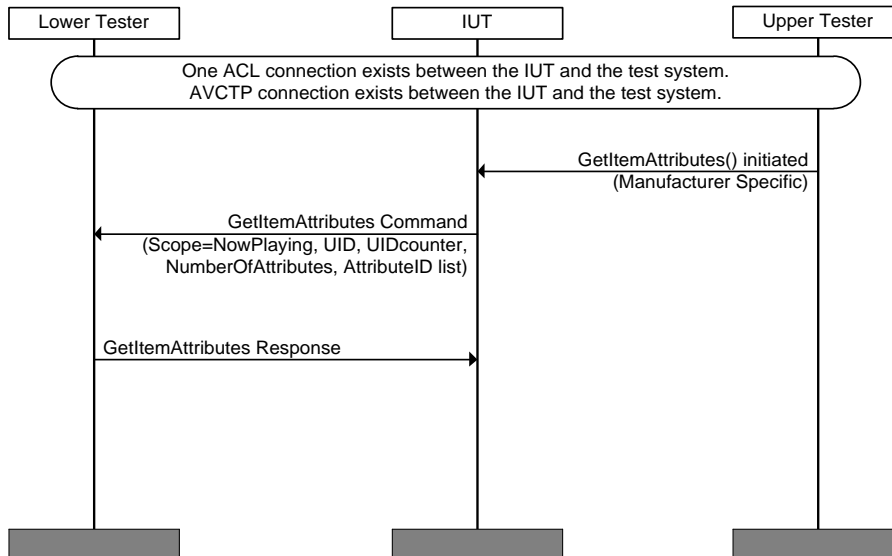 Lower Tester
IUT
Upper Tester
One ACL connection exists between the IUT and the test system.
AVCTP connection exists between the IUT and the test system.
GetItemAttributes() initiated
(Manufacturer Specific)
GetItemAttributes Command
(Scope=NowPlaying, UID, UIDcounter,
NumberOfAttributes, AttributeID list)
GetItemAttributes Response